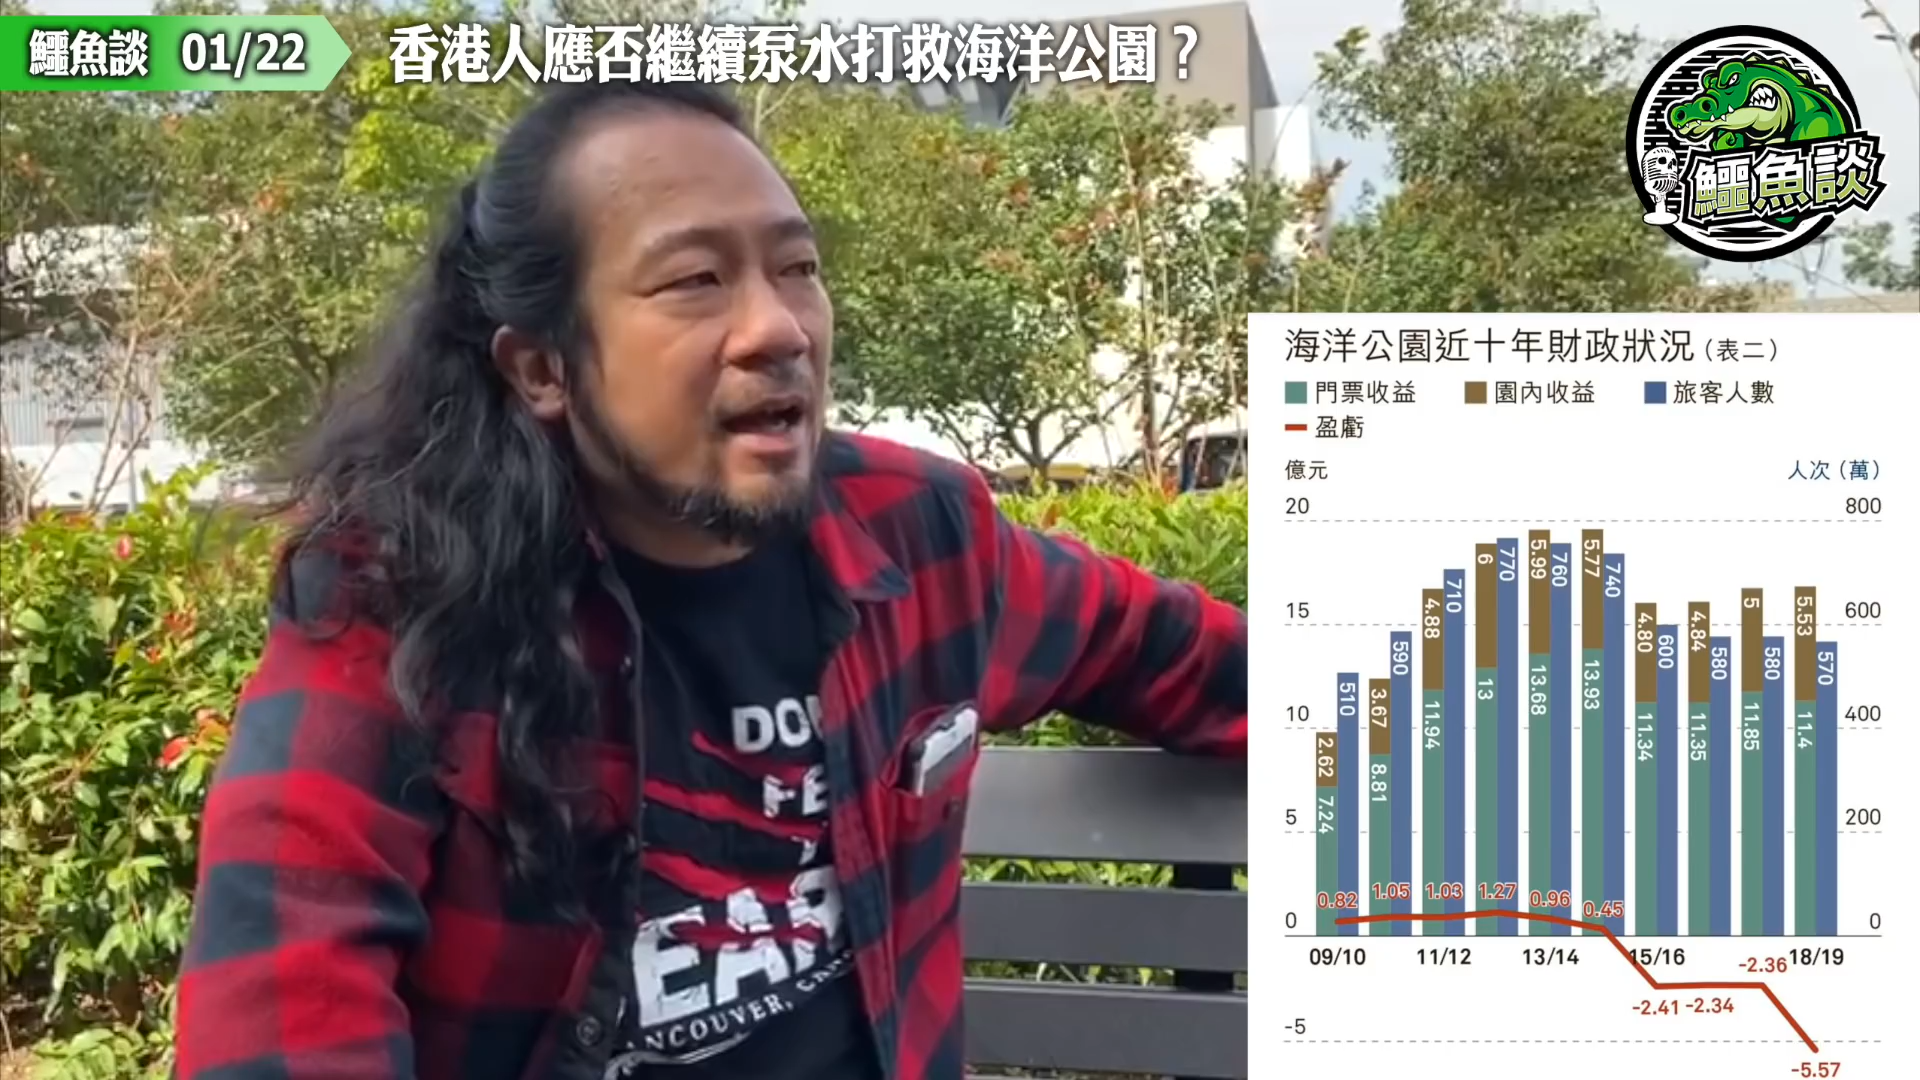 鱷魚談 01/22
香港人應否繼續泵水打救海洋公園？
鱷魚談
海洋公園近十年財政狀況（表二）
門票收益 園內收益 旅客人數
盈虧
億元 人次（萬）
20 800
15 600
10 400
5 200
0 0
-5
2.62 7.24 510 0.82
3.67 8.81 590 1.05
4.88 11.94 710 1.03
6 13 770 1.27
5.99 13.68 760 0.96
5.77 13.93 740 0.45
4.80 11.34 600 -2.41
4.84 11.35 580 -2.34
5 11.85 580 -2.36
5.53 11.4 570 -5.57
09/10 11/12 13/14 15/16 18/19
EAR
VANCOUVER,